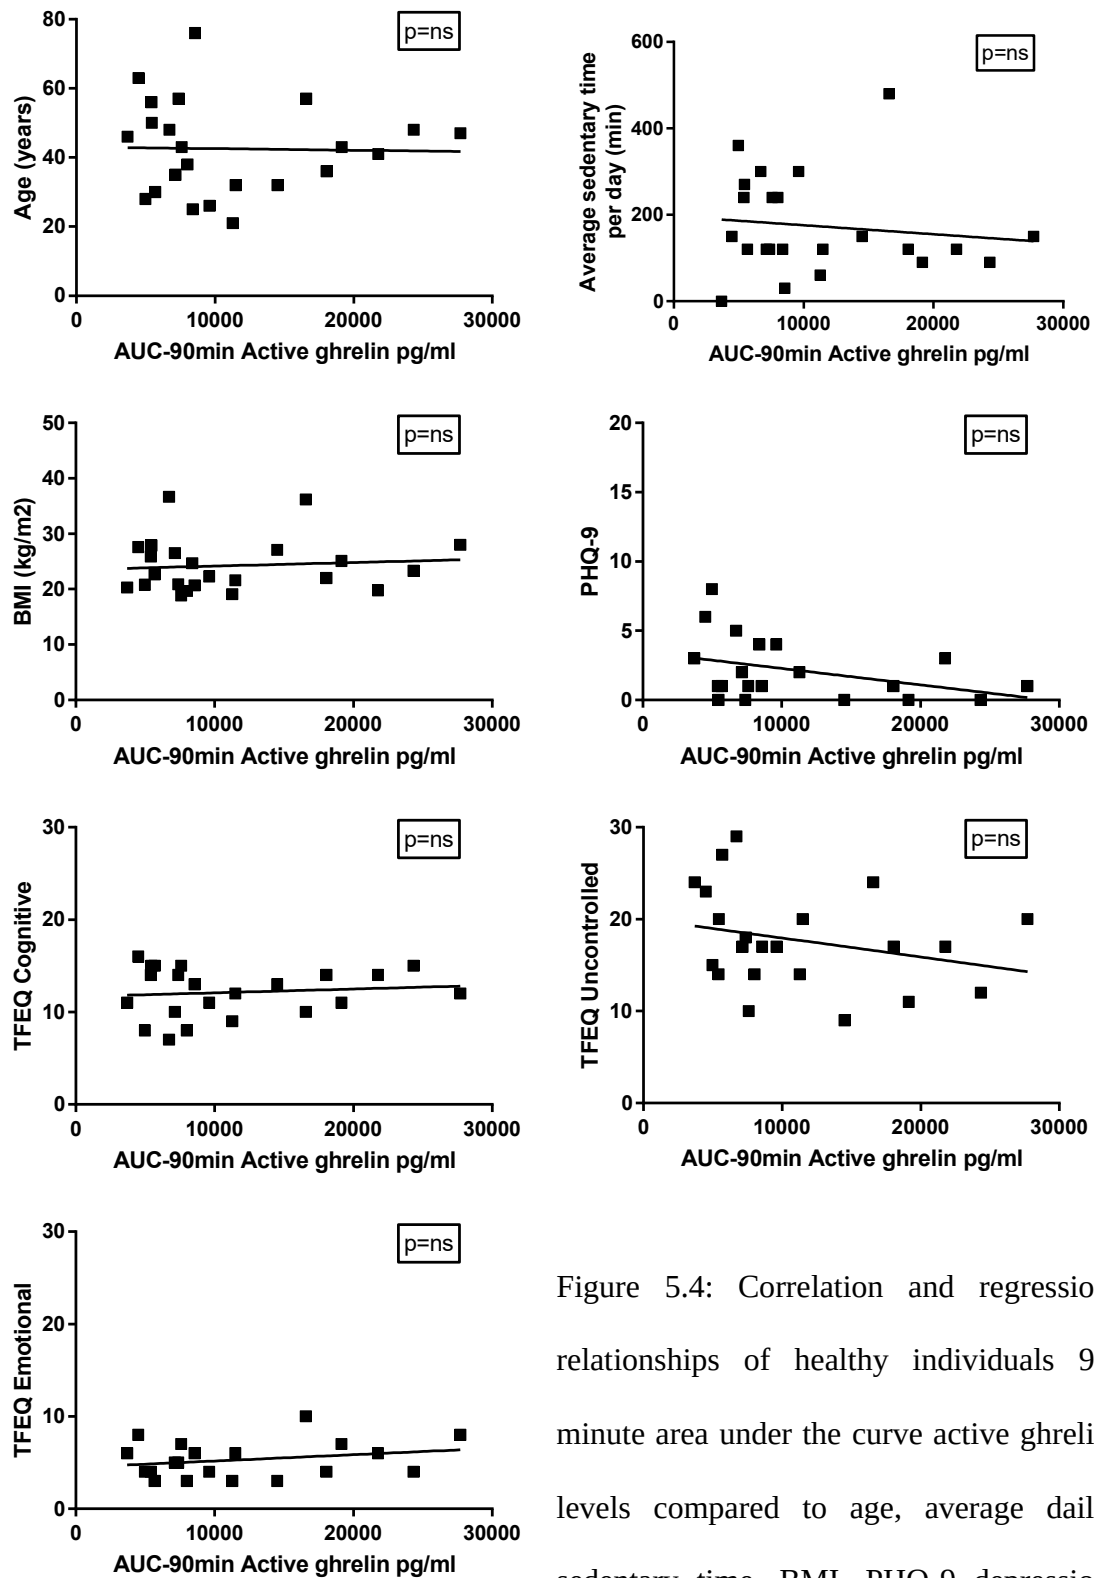 80
60
40
20
0
Age (years)
p=ns
0 10000 20000 30000
AUC-90min Active ghrelin pg/ml
600
400
200
0
Average sedentary time
per day (min)
p=ns
0 10000 20000 30000
AUC-90min Active ghrelin pg/ml
50
40
30
20
10
0
BMI (kg/m2)
p=ns
0 10000 20000 30000
AUC-90min Active ghrelin pg/ml
20
15
10
5
0
PHQ-9
p=ns
0 10000 20000 30000
AUC-90min Active ghrelin pg/ml
30
20
10
0
TFEQ Cognitive
p=ns
0 10000 20000 30000
AUC-90min Active ghrelin pg/ml
30
20
10
0
TFEQ Uncontrolled
p=ns
0 10000 20000 30000
AUC-90min Active ghrelin pg/ml
30
20
10
0
TFEQ Emotional
p=ns
0 10000 20000 30000
AUC-90min Active ghrelin pg/ml
Figure 5.4: Correlation and regressio
relationships of healthy individuals 9
minute area under the curve active ghreli
levels compared to age, average dail
sedentary time, BMI, PHQ-9 depressio